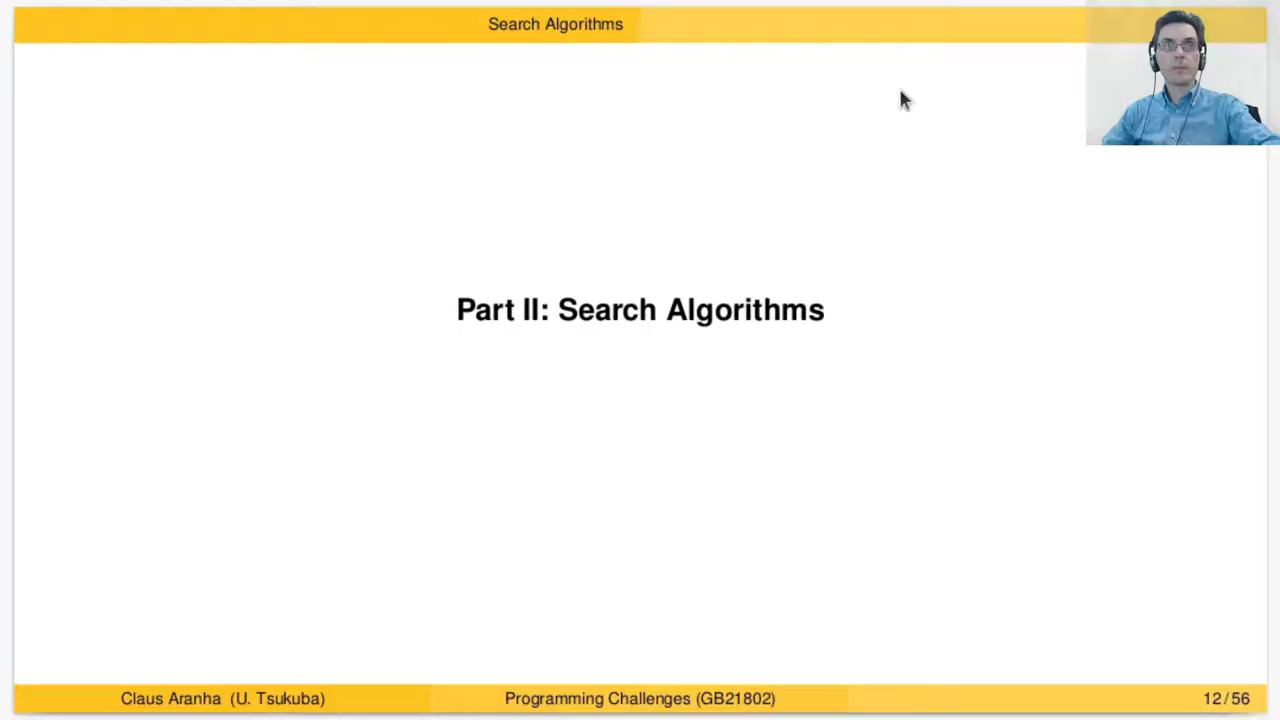 Search Algorithms
Part II: Search Algorithms
Claus Aranha (U. Tsukuba)
Programming Challenges (GB21802)
12 / 56